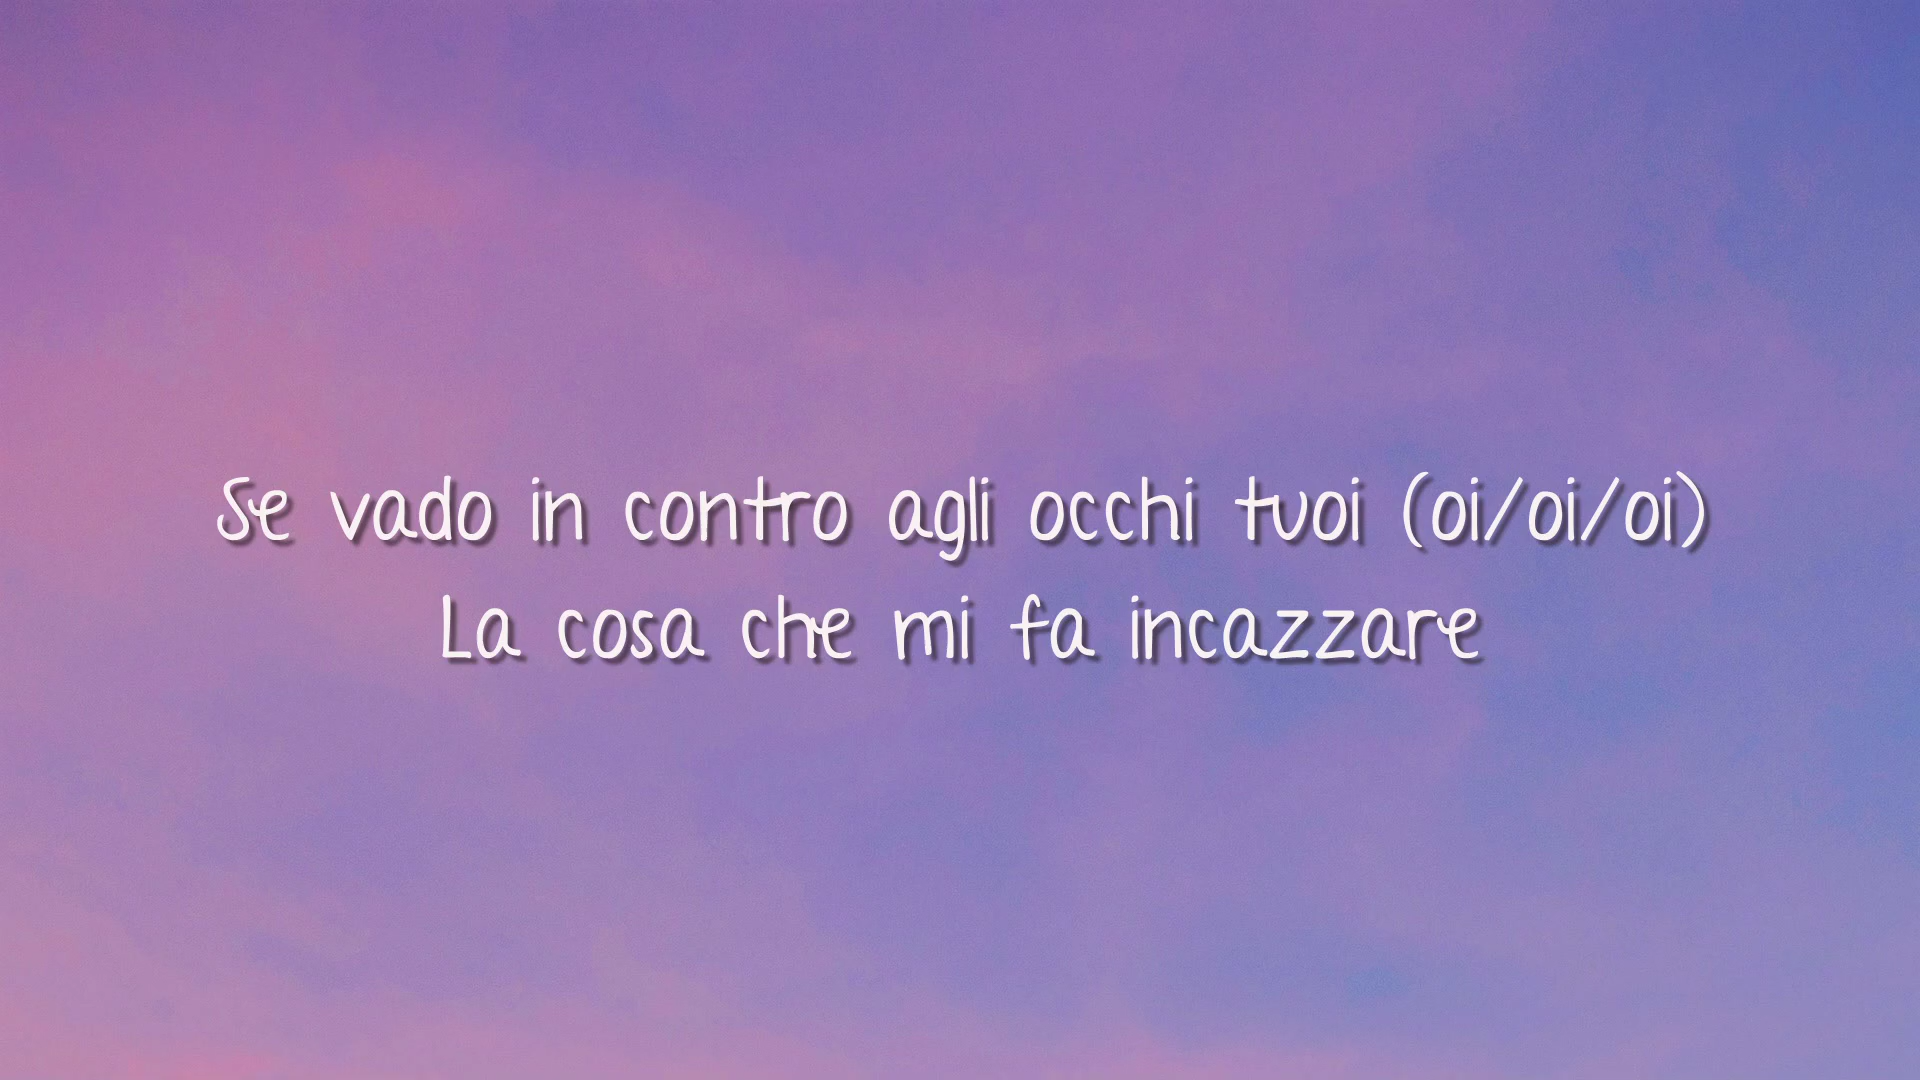 Se vado in contro agli occhi tuoi (oi/oi/oi)
La cosa che mi fa incazzare